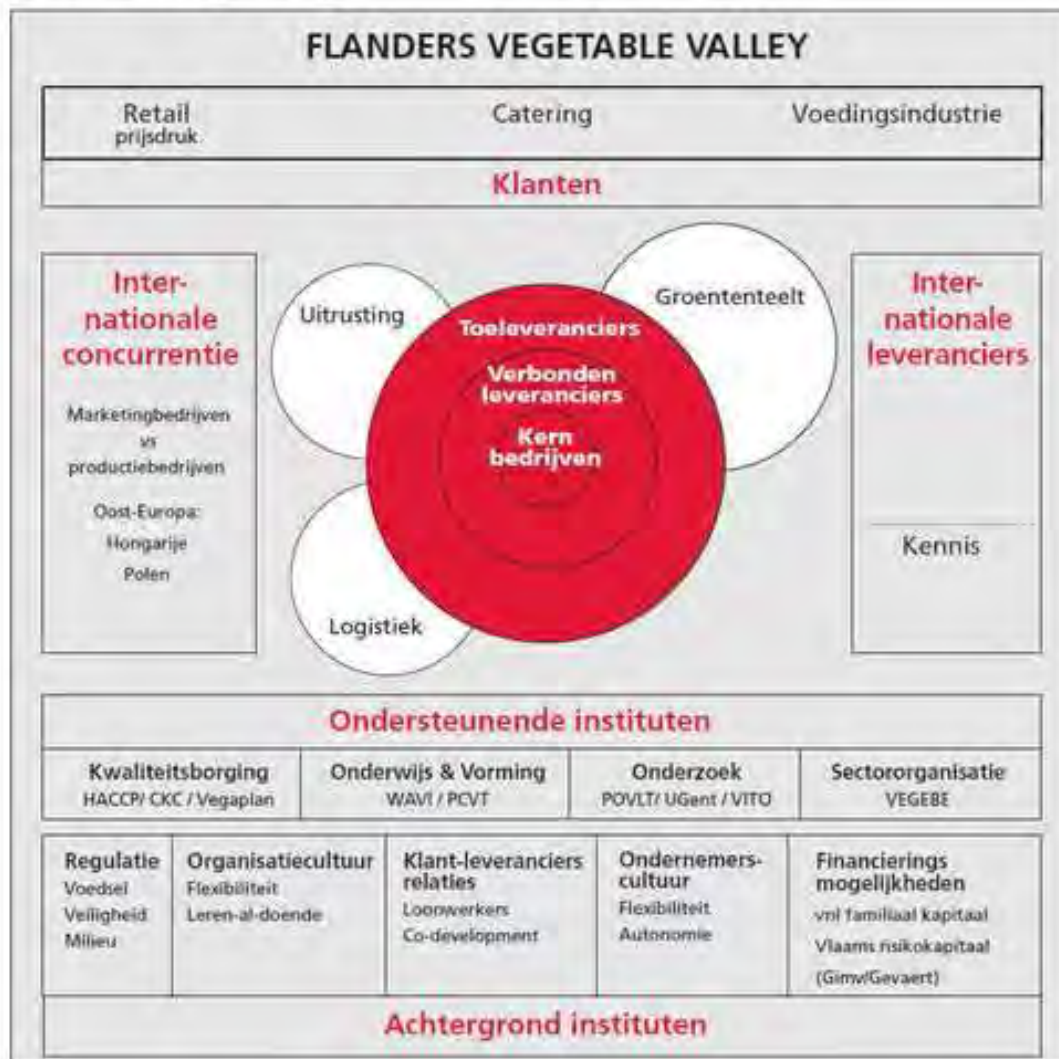 FLANDERS VEGETABLE VALLEY
Retail
prijsdruk
Catering
Voedingsindustrie
Klanten
Inter-
nationale
concurrentie
Marketingbedrijven
vs
productiebedrijven
Oost-Europa:
Hongarije
Polen
Uitrusting
Groententeelt
Toeleveranciers
Verbonden
leveranciers
Kern
bedrijven
Logistiek
Inter-
nationale
leveranciers
Kennis
Ondersteunende instituten
Kwaliteitsborging
HACCP/ CKC / Vegaplan
Onderwijs & Vorming
WAVI / PCVT
Onderzoek
POVLT/ UGent / VITO
Sectororganisatie
VEGEBE
Regulatie
Voedsel
Veiligheid
Milieu
Organisatiecultuur
Flexibiliteit
Leren-al-doende
Klant-leveranciers
relaties
Loonwerkers
Co-development
Ondernemers-
cultuur
Flexibiliteit
Autonomie
Financierings
mogelijkheden
vnl familiaal kapitaal
Vlaams risikokapitaal
(Gimv/Gevaert)
Achtergrond instituten